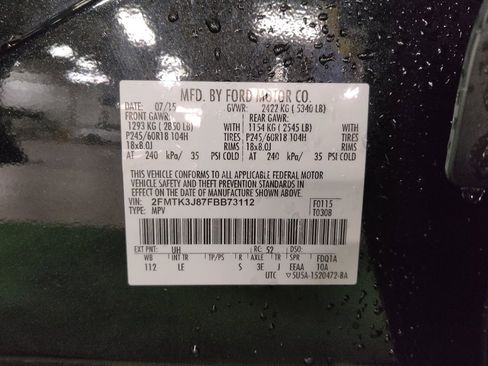 MFD. BY FORD MOTOR CO.
DATE: 07/15 GVWR: 2422 KG ( 5340 LB)
FRONT GAWR: REAR GAWR:
1293 KG ( 2850 LB) 1154 KG ( 2545 LB)
P245/60R18 104H WITH TIRES P245/60R18 104H WITH TIRES
18x8.0J RIMS 18x8.0J RIMS
AT 240 kPa/ 35 PSI COLD AT 240 kPa/ 35 PSI COLD
THIS VEHICLE CONFORMS TO ALL APPLICABLE FEDERAL MOTOR
VEHICLE SAFETY AND THEFT PREVENTION STANDARDS IN
EFFECT ON THE DATE OF MANUFACTURE SHOWN ABOVE.
VIN: 2FMTK3J87FBB73112 F0115
TYPE: MPV T0308
EXT PNT: UH RC: 52 DSO:
WB INT TR TP/PS R AXLE TR SPR FDQ1A
112 LE S 3E J EEAA 10A
UTC ▽5U5A-1520472-BA